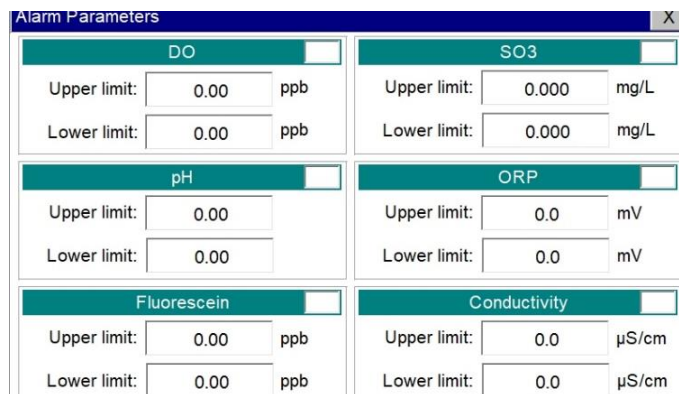 Alarm Parameters X
DO
Upper limit: 0.00 ppb
Lower limit: 0.00 ppb
SO3
Upper limit: 0.000 mg/L
Lower limit: 0.000 mg/L
pH
Upper limit: 0.00
Lower limit: 0.00
ORP
Upper limit: 0.0 mV
Lower limit: 0.0 mV
Fluorescein
Upper limit: 0.00 ppb
Lower limit: 0.00 ppb
Conductivity
Upper limit: 0.0 µS/cm
Lower limit: 0.0 µS/cm